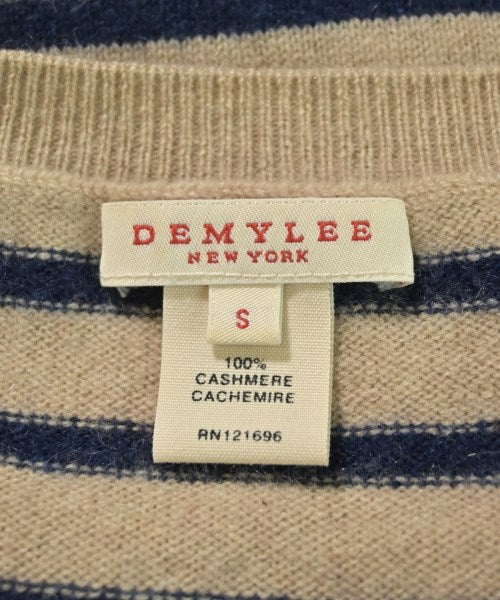 DEMYLEE
NEW YORK
S
100%
CASHMERE
CACHEMIRE
RN121696